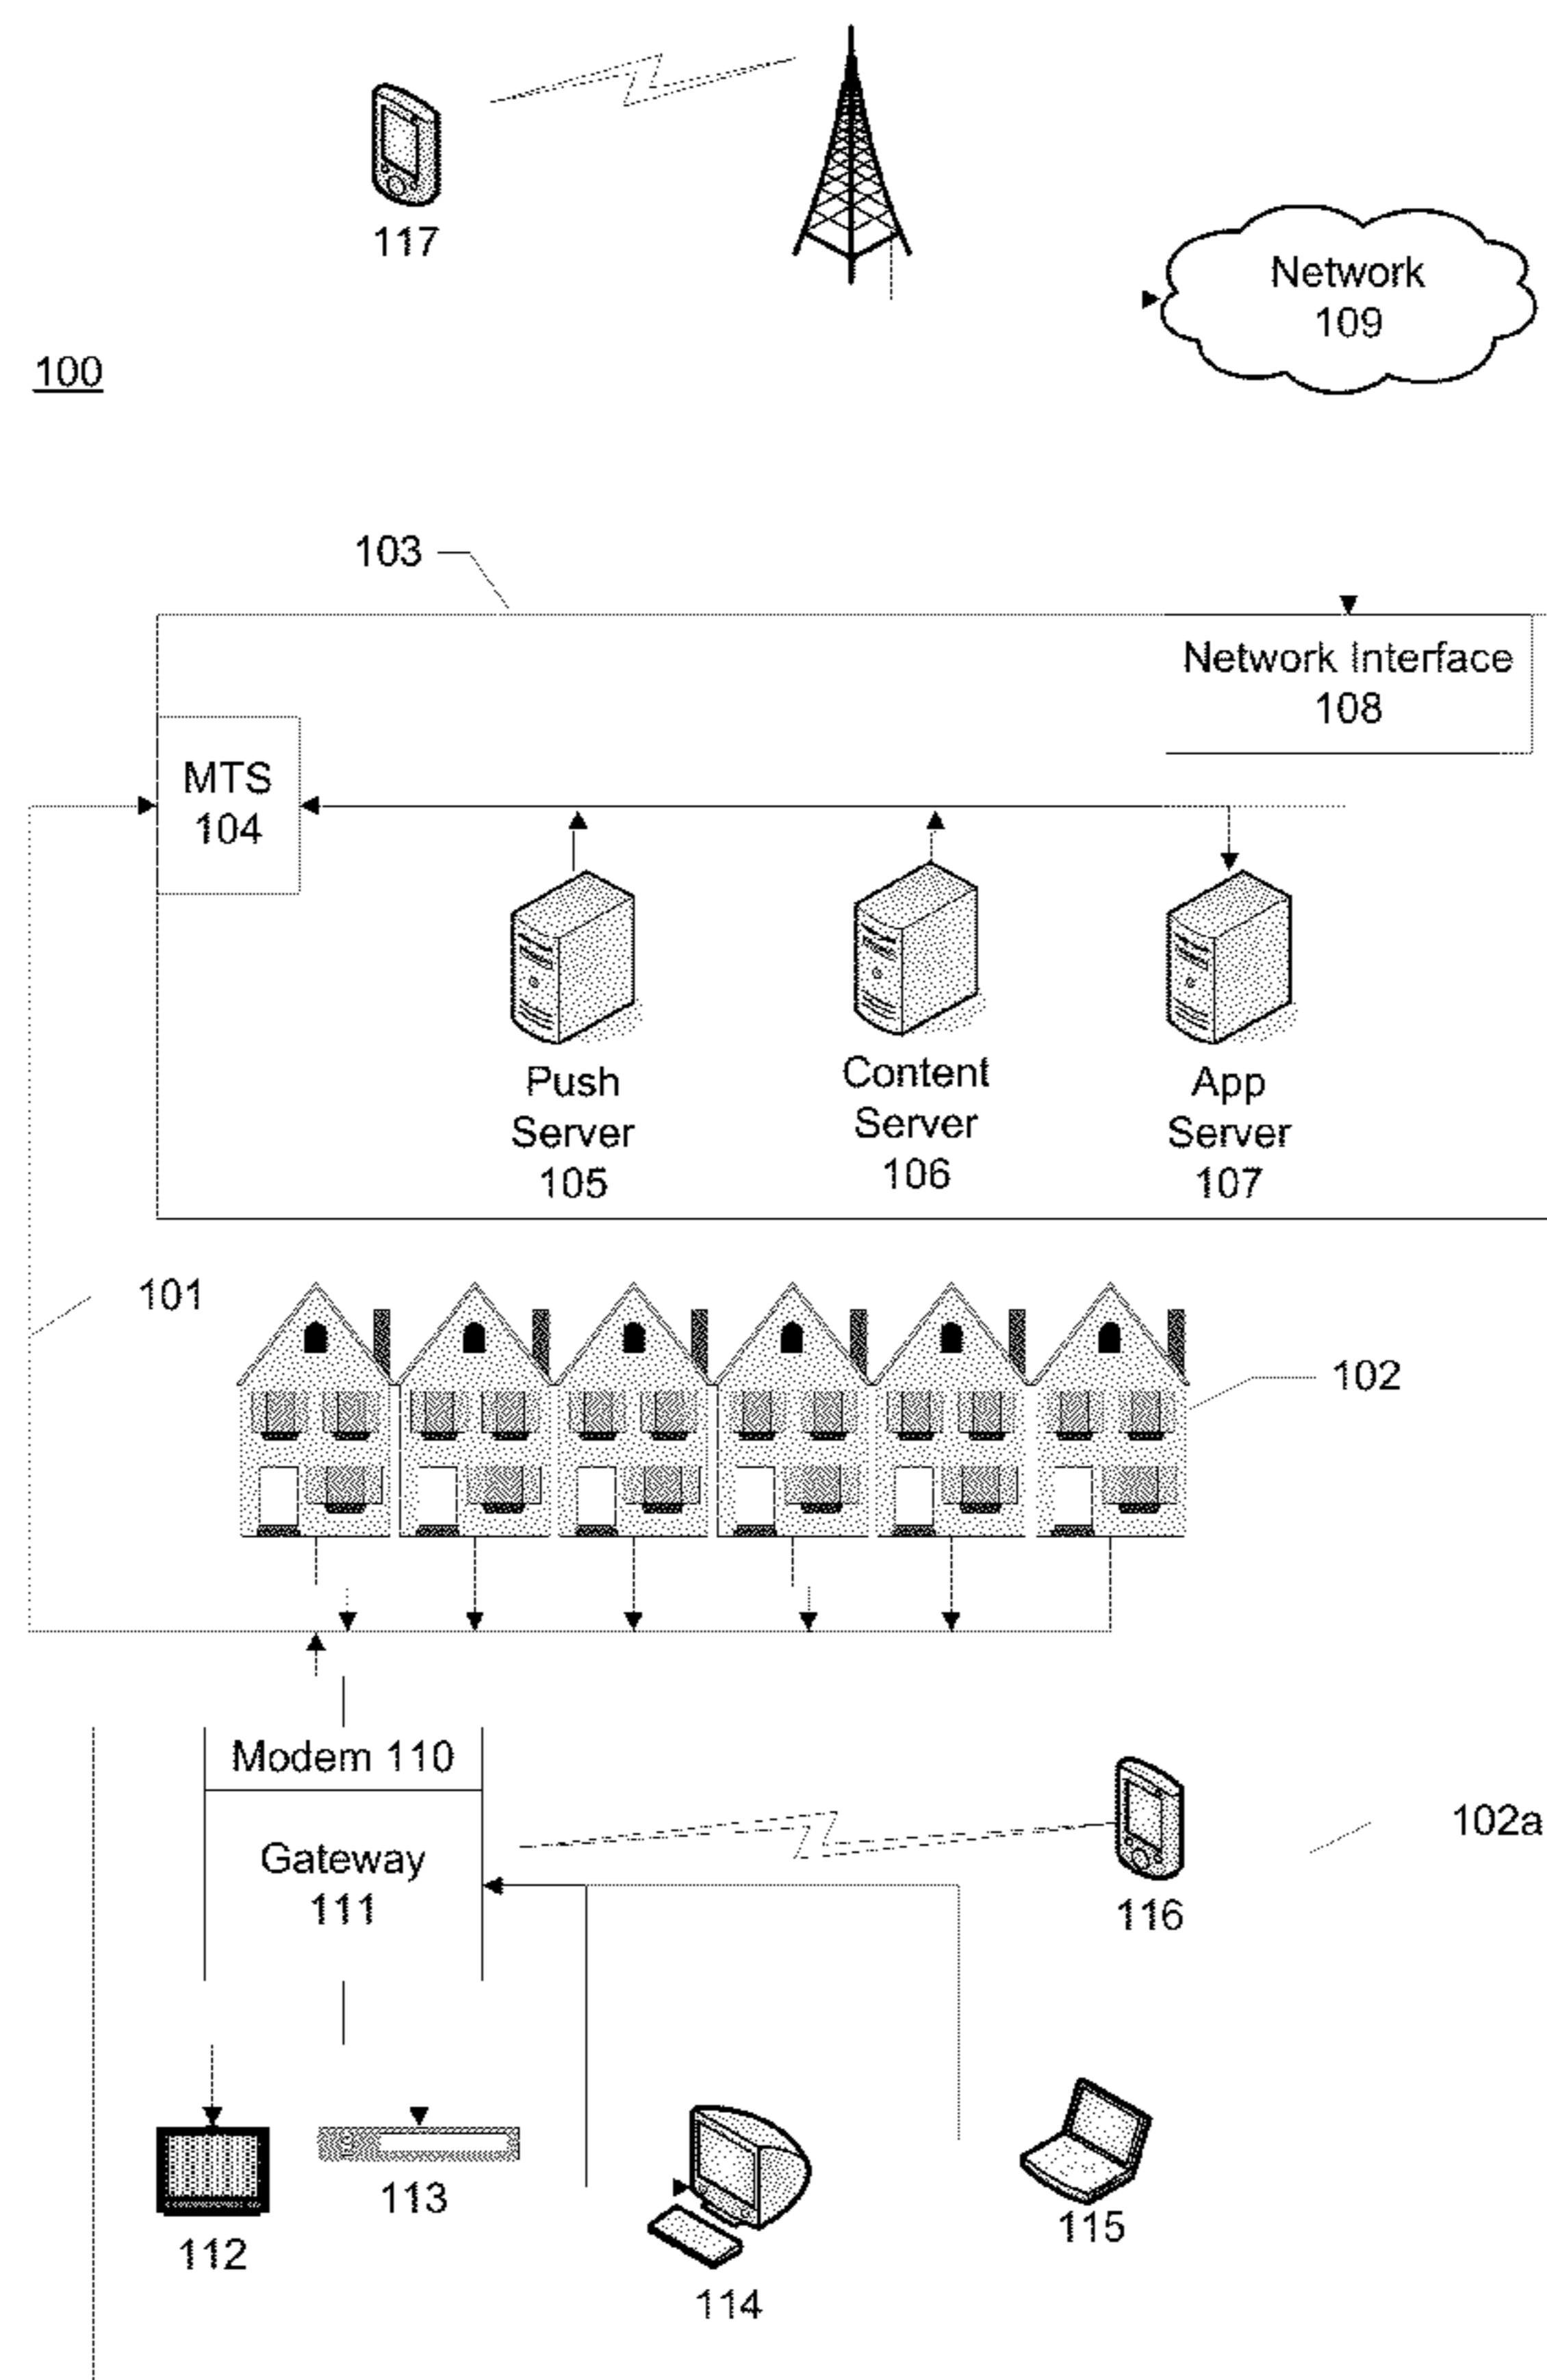 117
Network
109
100
103
Network Interface
108
MTS
104
Push
Server
105
Content
Server
106
App
Server
107
101
102
Modem 110
Gateway
111
102a
116
112
113
114
115